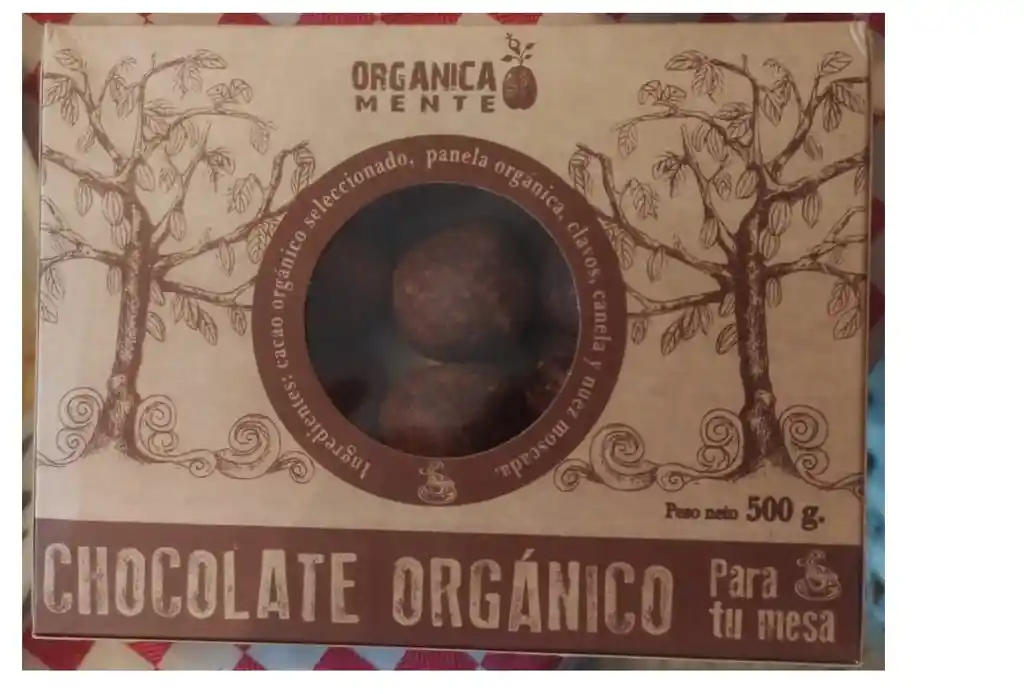 ORGANICA
MENTE
Ingredientes: cacao orgánico seleccionado, panela orgánica, clavos, canela y nuez moscada.
Peso neto 500 g.
CHOCOLATE ORGÁNICO
Para
tu mesa